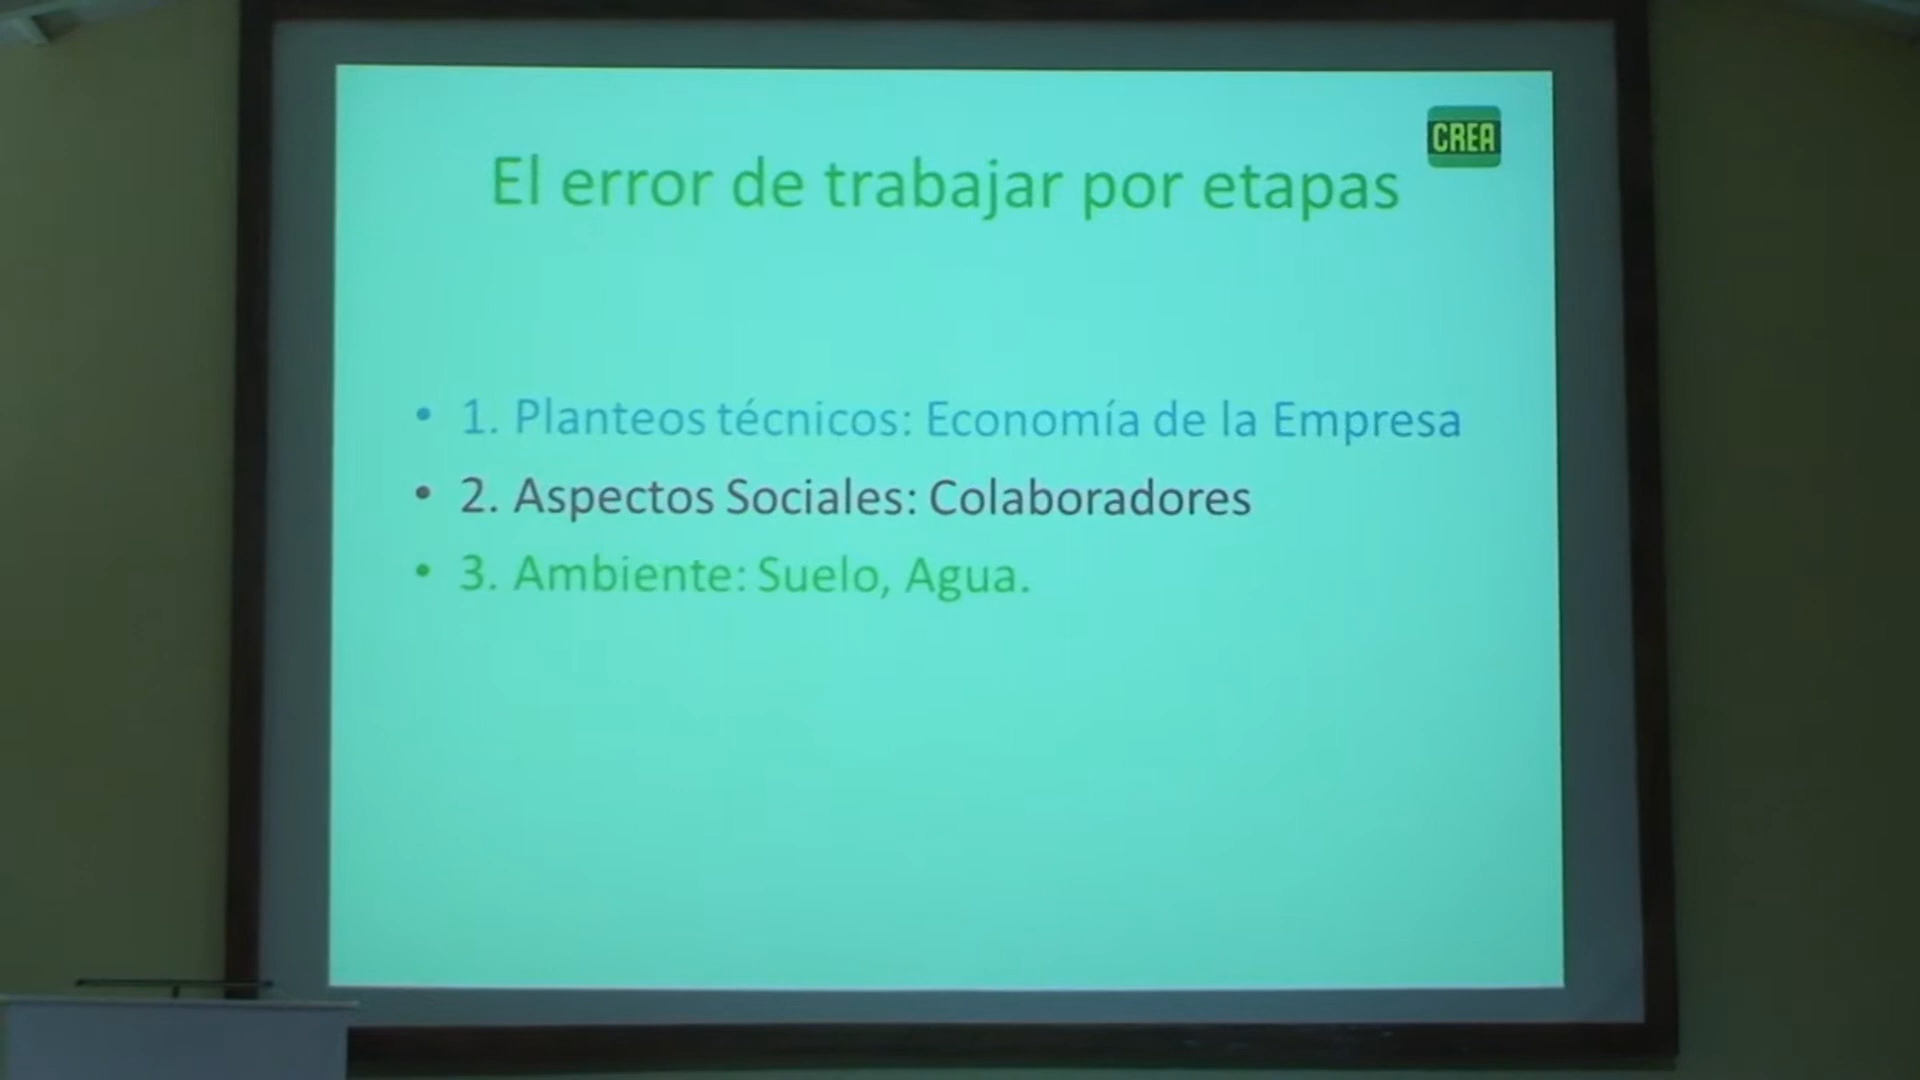 CREA
El error de trabajar por etapas
• 1. Planteos técnicos: Economía de la Empresa
• 2. Aspectos Sociales: Colaboradores
• 3. Ambiente: Suelo, Agua.